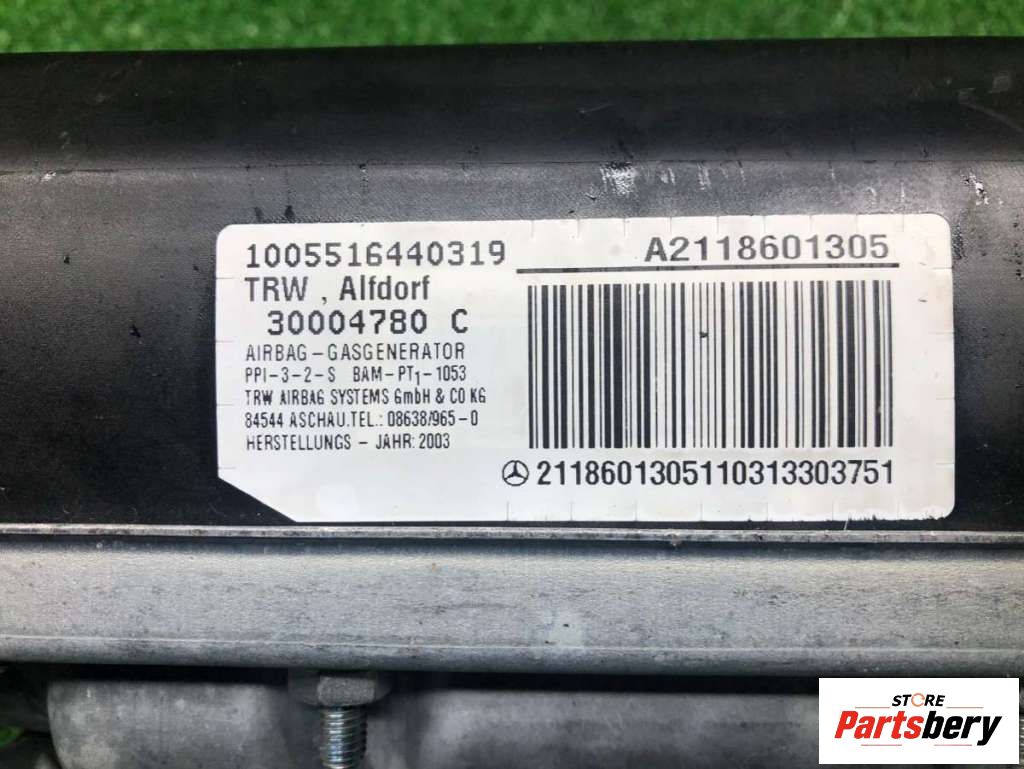 1005516440319
A2118601305
TRW , Alfdorf
30004780 C
AIRBAG-GASGENERATOR
PPI-3-2-S BAM-PT1-1053
TRW AIRBAG SYSTEMS GmbH & CO KG
84544 ASCHAU.TEL.: 08638/965-0
HERSTELLUNGS - JAHR: 2003
2118601305110313303751
STORE
Partsbery